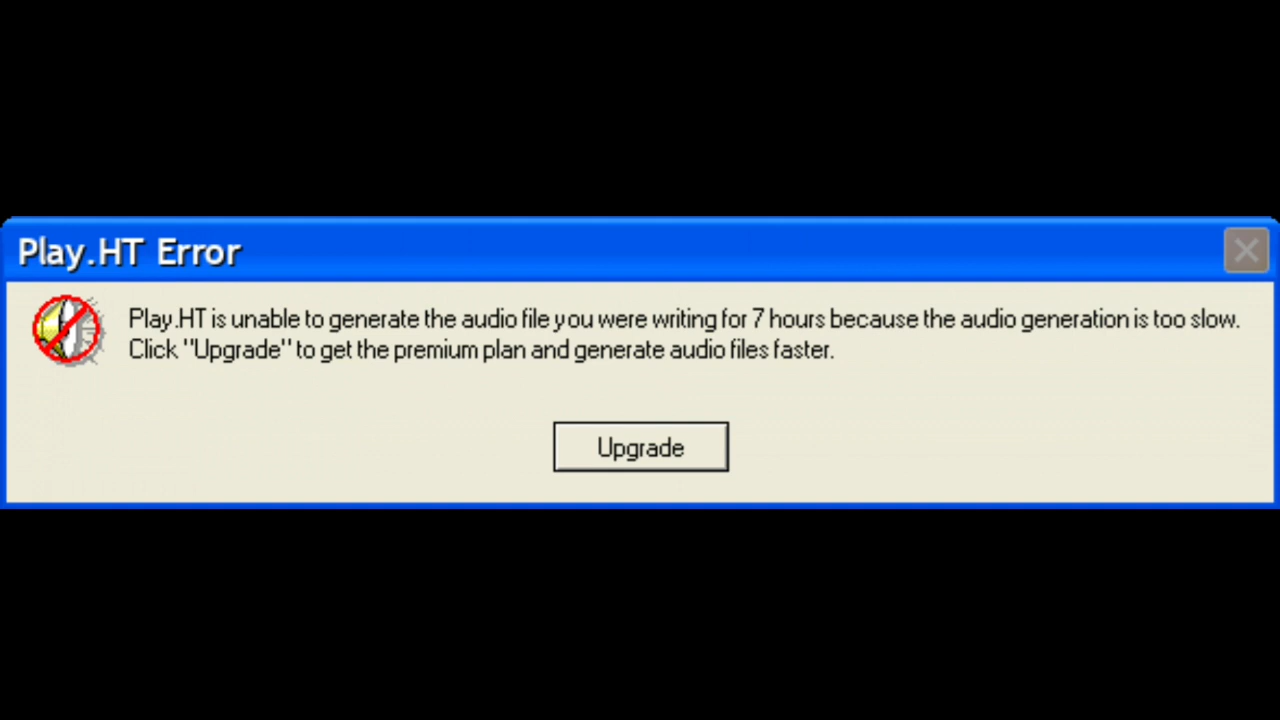 Play.HT Error
Play.HT is unable to generate the audio file you were writing for 7 hours because the audio generation is too slow.
Click "Upgrade" to get the premium plan and generate audio files faster.
Upgrade